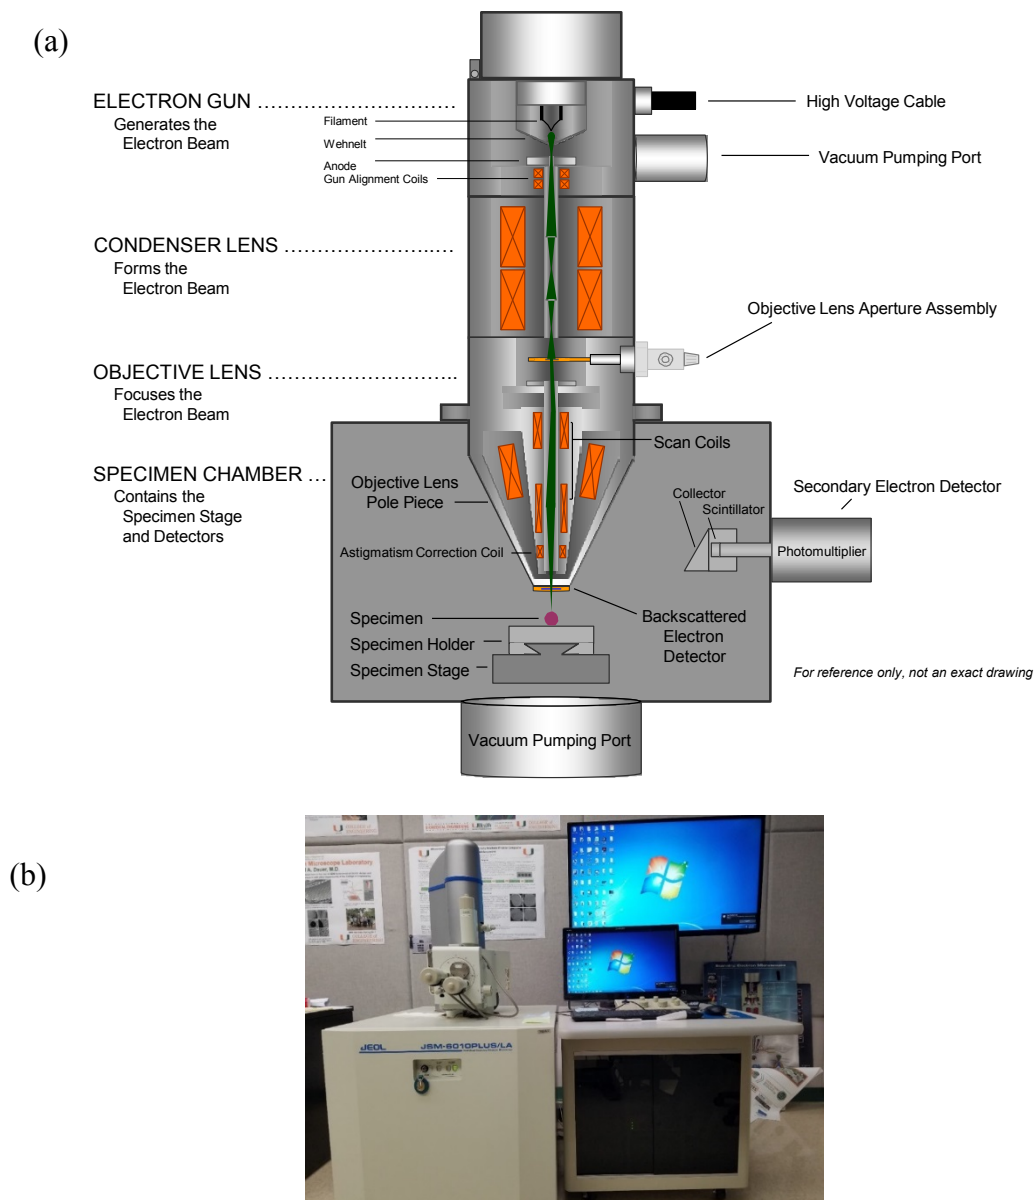 (a)
ELECTRON GUN ……………………….
Generates the
Electron Beam
Filament
Wehnelt
Anode
Gun Alignment Coils
High Voltage Cable
Vacuum Pumping Port
CONDENSER LENS …………………..….
Forms the
Electron Beam
Objective Lens Aperture Assembly
OBJECTIVE LENS ………………………..
Focuses the
Electron Beam
Scan Coils
SPECIMEN CHAMBER …
Contains the
Specimen Stage
and Detectors
Objective Lens
Pole Piece
Secondary Electron Detector
Collector
Scintillator
Photomultiplier
Astigmatism Correction Coil
Specimen
Specimen Holder
Specimen Stage
Backscattered
Electron
Detector
For reference only, not an exact drawing
Vacuum Pumping Port
(b)
Microscope Laboratory
JEOL JSM-6010PLUS/LA